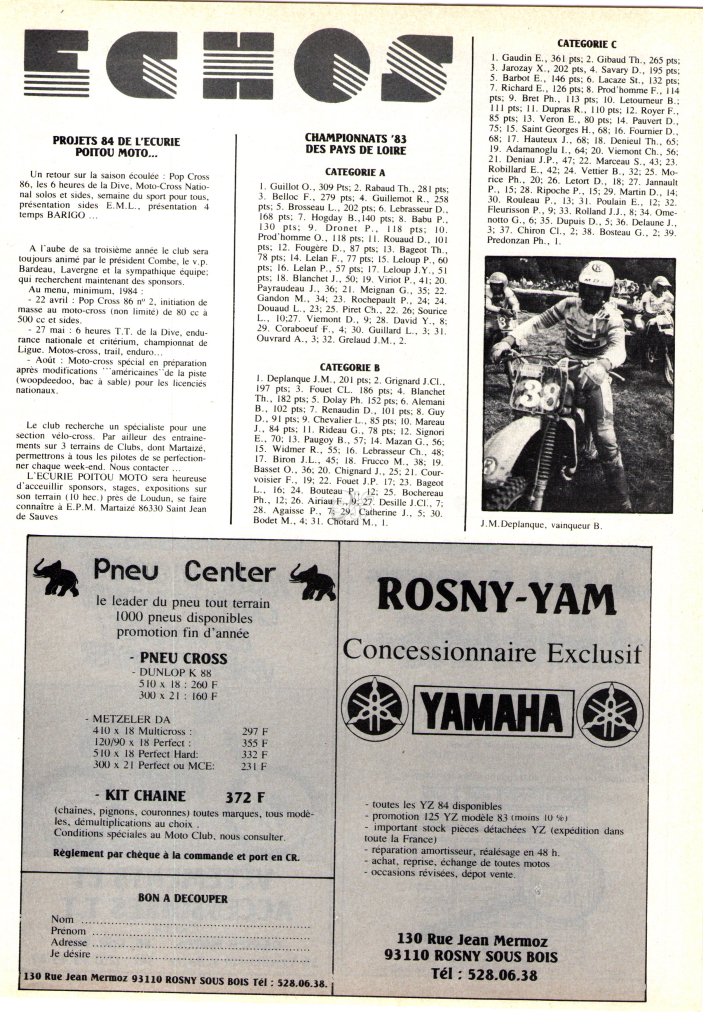 ECHOS
PROJETS 84 DE L'ECURIE
POITOU MOTO...
Un retour sur la saison écoulée : Pop Cross
86, les 6 heures de la Dive, Moto-Cross Natio-
nal solos et sides, semaine du sport pour tous,
présentation sides E.M.L., présentation 4
temps BARIGO ...
A l'aube de sa troisième année le club sera
toujours animé par le président Combe, le v.p.
Bardeau, Lavergne et la sympathique équipe;
qui recherchent maintenant des sponsors.
Au menu, minimum, 1984 :
- 22 avril : Pop Cross 86 n° 2, initiation de
masse au moto-cross (non limité) de 80 cc à
500 cc et sides.
- 27 mai : 6 heures T.T. de la Dive, endu-
rance nationale et critérium, championnat de
Ligue. Motos-cross, trail, enduro...
- Août : Moto-cross spécial en préparation
après modifications ```américaines¨de la piste
(woopdeedoo, bac à sable) pour les licenciés
nationaux.
Le club recherche un spécialiste pour une
section vélo-cross. Par ailleur des entraine-
ments sur 3 terrains de Clubs, dont Martaizé,
permettrons à tous les pilotes de se perfection-
ner chaque week-end. Nous contacter ...
L'ECURIE POITOU MOTO sera heureuse
d'acceuillir sponsors, stages, expositions sur
son terrain (10 hec.) près de Loudun, se faire
connaître à E.P.M. Martaizé 86330 Saint Jean
de Sauves
CHAMPIONNATS '83
DES PAYS DE LOIRE
CATEGORIE A
1. Guillot O., 309 Pts; 2. Rabaud Th., 281 pts;
3. Belloc F., 279 pts; 4. Guillemot R., 258
pts; 5. Brosseau L., 202 pts; 6. Lebrasseur D.,
168 pts; 7. Hogday B.,140 pts; 8. Babu P.,
130 pts; 9. Dronet P., 118 pts; 10.
Prod'homme O., 118 pts; 11. Rouaud D., 101
pts; 12. Fougère D., 87 pts; 13. Bageot Th.,
78 pts; 14. Lelan F., 77 pts; 15. Leloup P., 60
pts; 16. Lelan P., 57 pts; 17. Leloup J.Y., 51
pts; 18. Blanchet J., 50; 19. Viriot P., 41; 20.
Payraudeau J., 36; 21. Meignan G., 35; 22.
Gandon M., 34; 23. Rochepault P., 24; 24.
Douaud L., 23; 25. Piret Ch., 22. 26; Sourice
L., 10;27. Viemont D., 9; 28. David Y., 8;
29. Coraboeuf F., 4; 30. Guillard L., 3; 31.
Ouvrard A., 3; 32. Grelaud J.M., 2.
CATEGORIE B
1. Deplanque J.M., 201 pts; 2. Grignard J.Cl.,
197 pts; 3. Fouet CL. 186 pts; 4. Blanchet
Th., 182 pts; 5. Dolay Ph. 152 pts; 6. Alemani
B., 102 pts; 7. Renaudin D., 101 pts; 8. Guy
D., 91 pts; 9. Chevalier L., 85 pts; 10. Mareau
J., 84 pts; 11. Rideau G., 78 pts; 12. Signori
E., 70; 13. Paugoy B., 57; 14. Mazan G., 56;
15. Widmer R., 55; 16. Lebrasseur Ch., 48;
17. Biron J.L., 45; 18. Frucco M., 38; 19.
Basset O., 36; 20. Chignard J., 25; 21. Cour-
voisier F., 19; 22. Fouet J.P. 17; 23. Bageot
L., 16; 24. Bouteau P., 12; 25. Bochereau
Ph., 12; 26. Airiau F., 9; 27. Desille J.Cl., 7;
28. Agaisse P., 7; 29. Catherine J., 5; 30.
Bodet M., 4; 31. Chotard M., 1.
CATEGORIE C
1. Gaudin E., 361 pts; 2. Gibaud Th., 265 pts;
3. Jarozay X., 202 pts, 4. Savary D., 195 pts;
5. Barbot E., 146 pts; 6. Lacaze St., 132 pts;
7. Richard E., 126 pts; 8. Prod'homme F., 114
pts; 9. Bret Ph., 113 pts; 10. Letourneur B.;
111 pts; 11. Dupras R., 110 pts; 12. Royer F.,
85 pts; 13. Veron E., 80 pts; 14. Pauvert D.,
75; 15. Saint Georges H., 68; 16. Fournier D.,
68; 17. Hauteux J., 68; 18. Denieul Th., 65;
19. Adamanoglu I., 64; 20. Viemont Ch., 56;
21. Deniau J.P., 47; 22. Marceau S., 43; 23.
Robillard E., 42; 24. Vettier B., 32; 25. Mo-
rice Ph., 20; 26. Letort D., 18; 27. Jannault
P., 15; 28. Ripoche P., 15; 29. Martin D., 14;
30. Rouleau P., 13; 31. Poulain E., 12; 32.
Fleurisson P., 9; 33. Rolland J.J., 8; 34. Ome-
notto G., 6; 35. Dupuis D., 5; 36. Delaune J.,
3; 37. Chiron Cl., 2; 38. Bosteau G., 2; 39.
Predonzan Ph., 1.
38
J.M.Deplanque, vainqueur B.
Pneu Center
le leader du pneu tout terrain
1000 pneus disponibles
promotion fin d'année
- PNEU CROSS
- DUNLOP K 88
510 x 18 : 260 F
300 x 21 : 160 F
- METZELER DA
410 x 18 Multicross : 297 F
120/90 x 18 Perfect : 355 F
510 x 18 Perfect Hard: 332 F
300 x 21 Perfect ou MCE: 231 F
- KIT CHAINE 372 F
(chaînes, pignons, couronnes) toutes marques, tous modè-
les, démultiplications au choix .
Conditions spéciales au Moto Club, nous consulter.
Règlement par chèque à la commande et port en CR.
BON A DECOUPER
Nom
Prénom
Adresse
Je désire
130 Rue Jean Mermoz 93110 ROSNY SOUS BOIS Tél : 528.06.38.
ROSNY-YAM
Concessionnaire Exclusif
YAMAHA
- toutes les YZ 84 disponibles
- promotion 125 YZ modèle 83 (moins 10 %)
- important stock pièces détachées YZ (expédition dans
toute la France)
- réparation amortisseur, réalésage en 48 h.
- achat, reprise, échange de toutes motos
- occasions révisées, dépot vente.
130 Rue Jean Mermoz
93110 ROSNY SOUS BOIS
Tél : 528.06.38